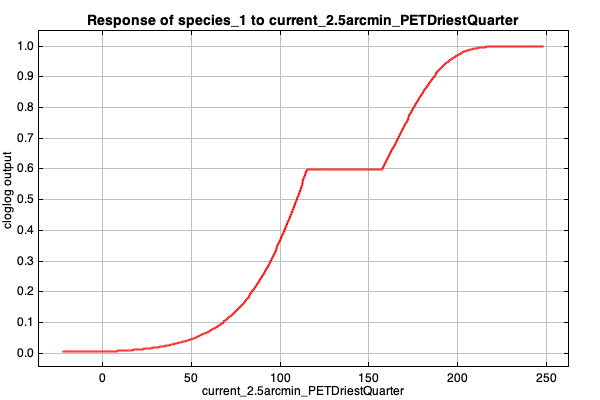 Response of species_1 to current_2.5arcmin_PETDriestQuarter
1.0
0.9
0.8
0.7
0.6
0.5
0.4
0.3
0.2
0.1
0.0
cloglog output
0 50 100 150 200 250
current_2.5arcmin_PETDriestQuarter